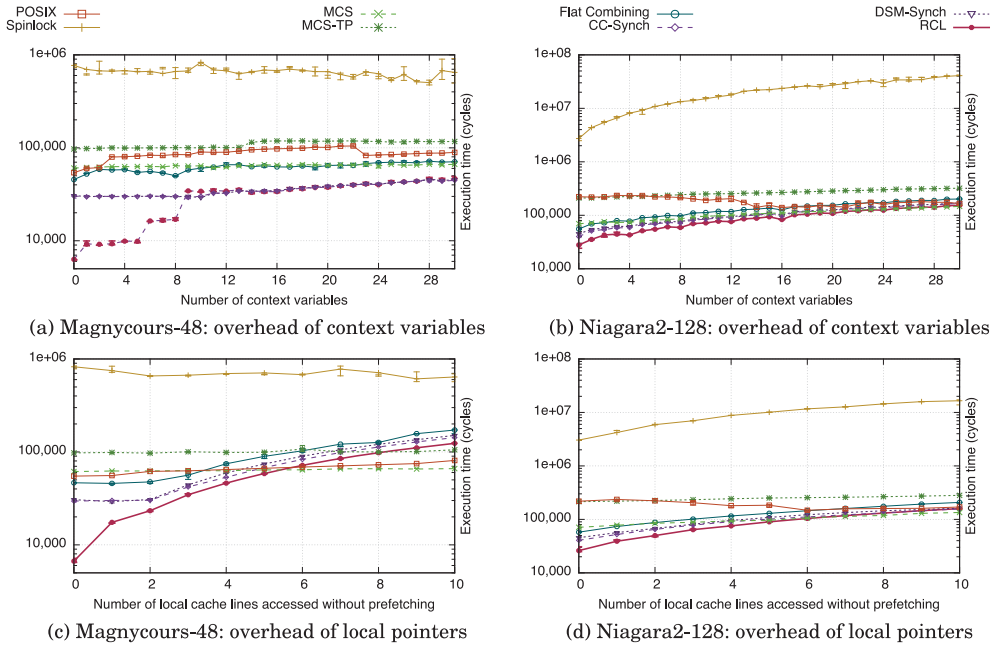 POSIX
Spinlock
MCS
MCS-TP
Flat Combining
CC-Synch
DSM-Synch
RCL
1e+06
100,000
10,000
Execution time (cycles)
0 4 8 12 16 20 24 28
Number of context variables
(a) Magnycours-48: overhead of context variables
1e+08
1e+07
1e+06
100,000
10,000
Execution time (cycles)
0 4 8 12 16 20 24 28
Number of context variables
(b) Niagara2-128: overhead of context variables
1e+06
100,000
10,000
Execution time (cycles)
0 2 4 6 8 10
Number of local cache lines accessed without prefetching
(c) Magnycours-48: overhead of local pointers
1e+08
1e+07
1e+06
100,000
10,000
Execution time (cycles)
0 2 4 6 8 10
Number of local cache lines accessed without prefetching
(d) Niagara2-128: overhead of local pointers